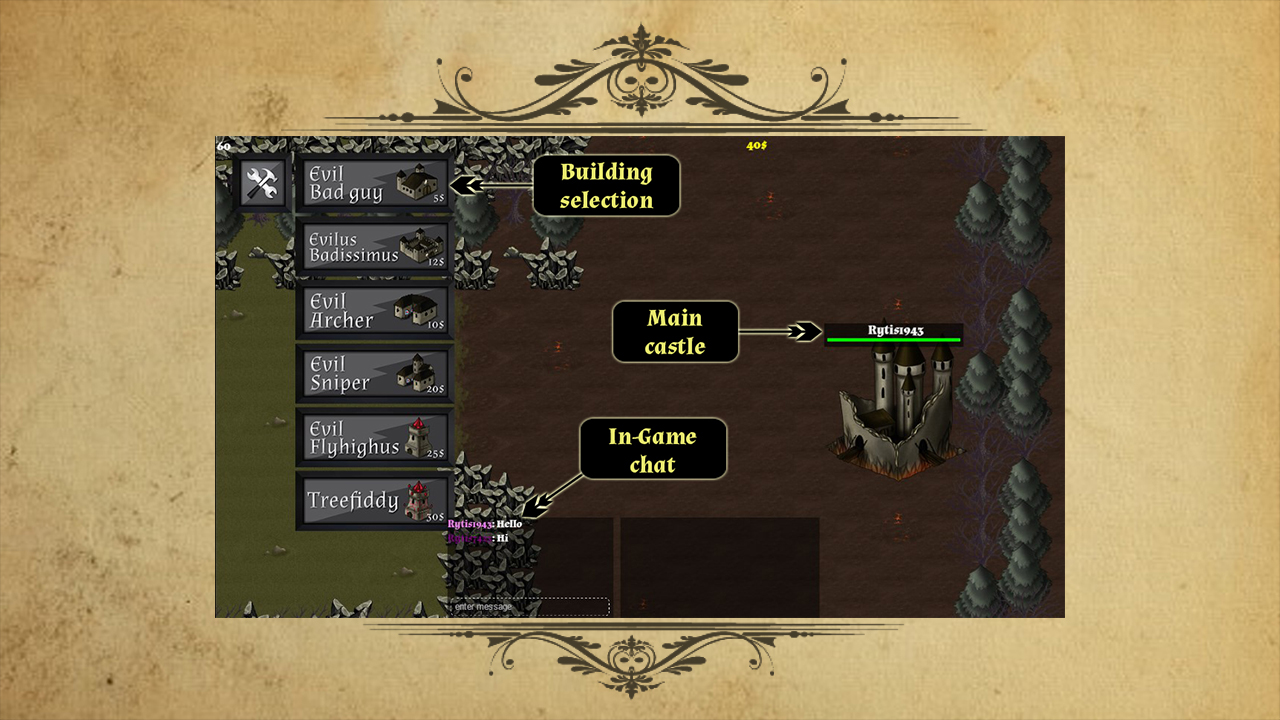 60
40$
Evil
Bad guy
5$
Building
selection
Evilus
Badissimus
12$
Evil
Archer
10$
Main
castle
Rytis1943
Evil
Sniper
20$
Evil
Flyhighus
25$
In-Game
chat
Treefiddy
30$
Rytis1943: Hello
: Hi
enter message